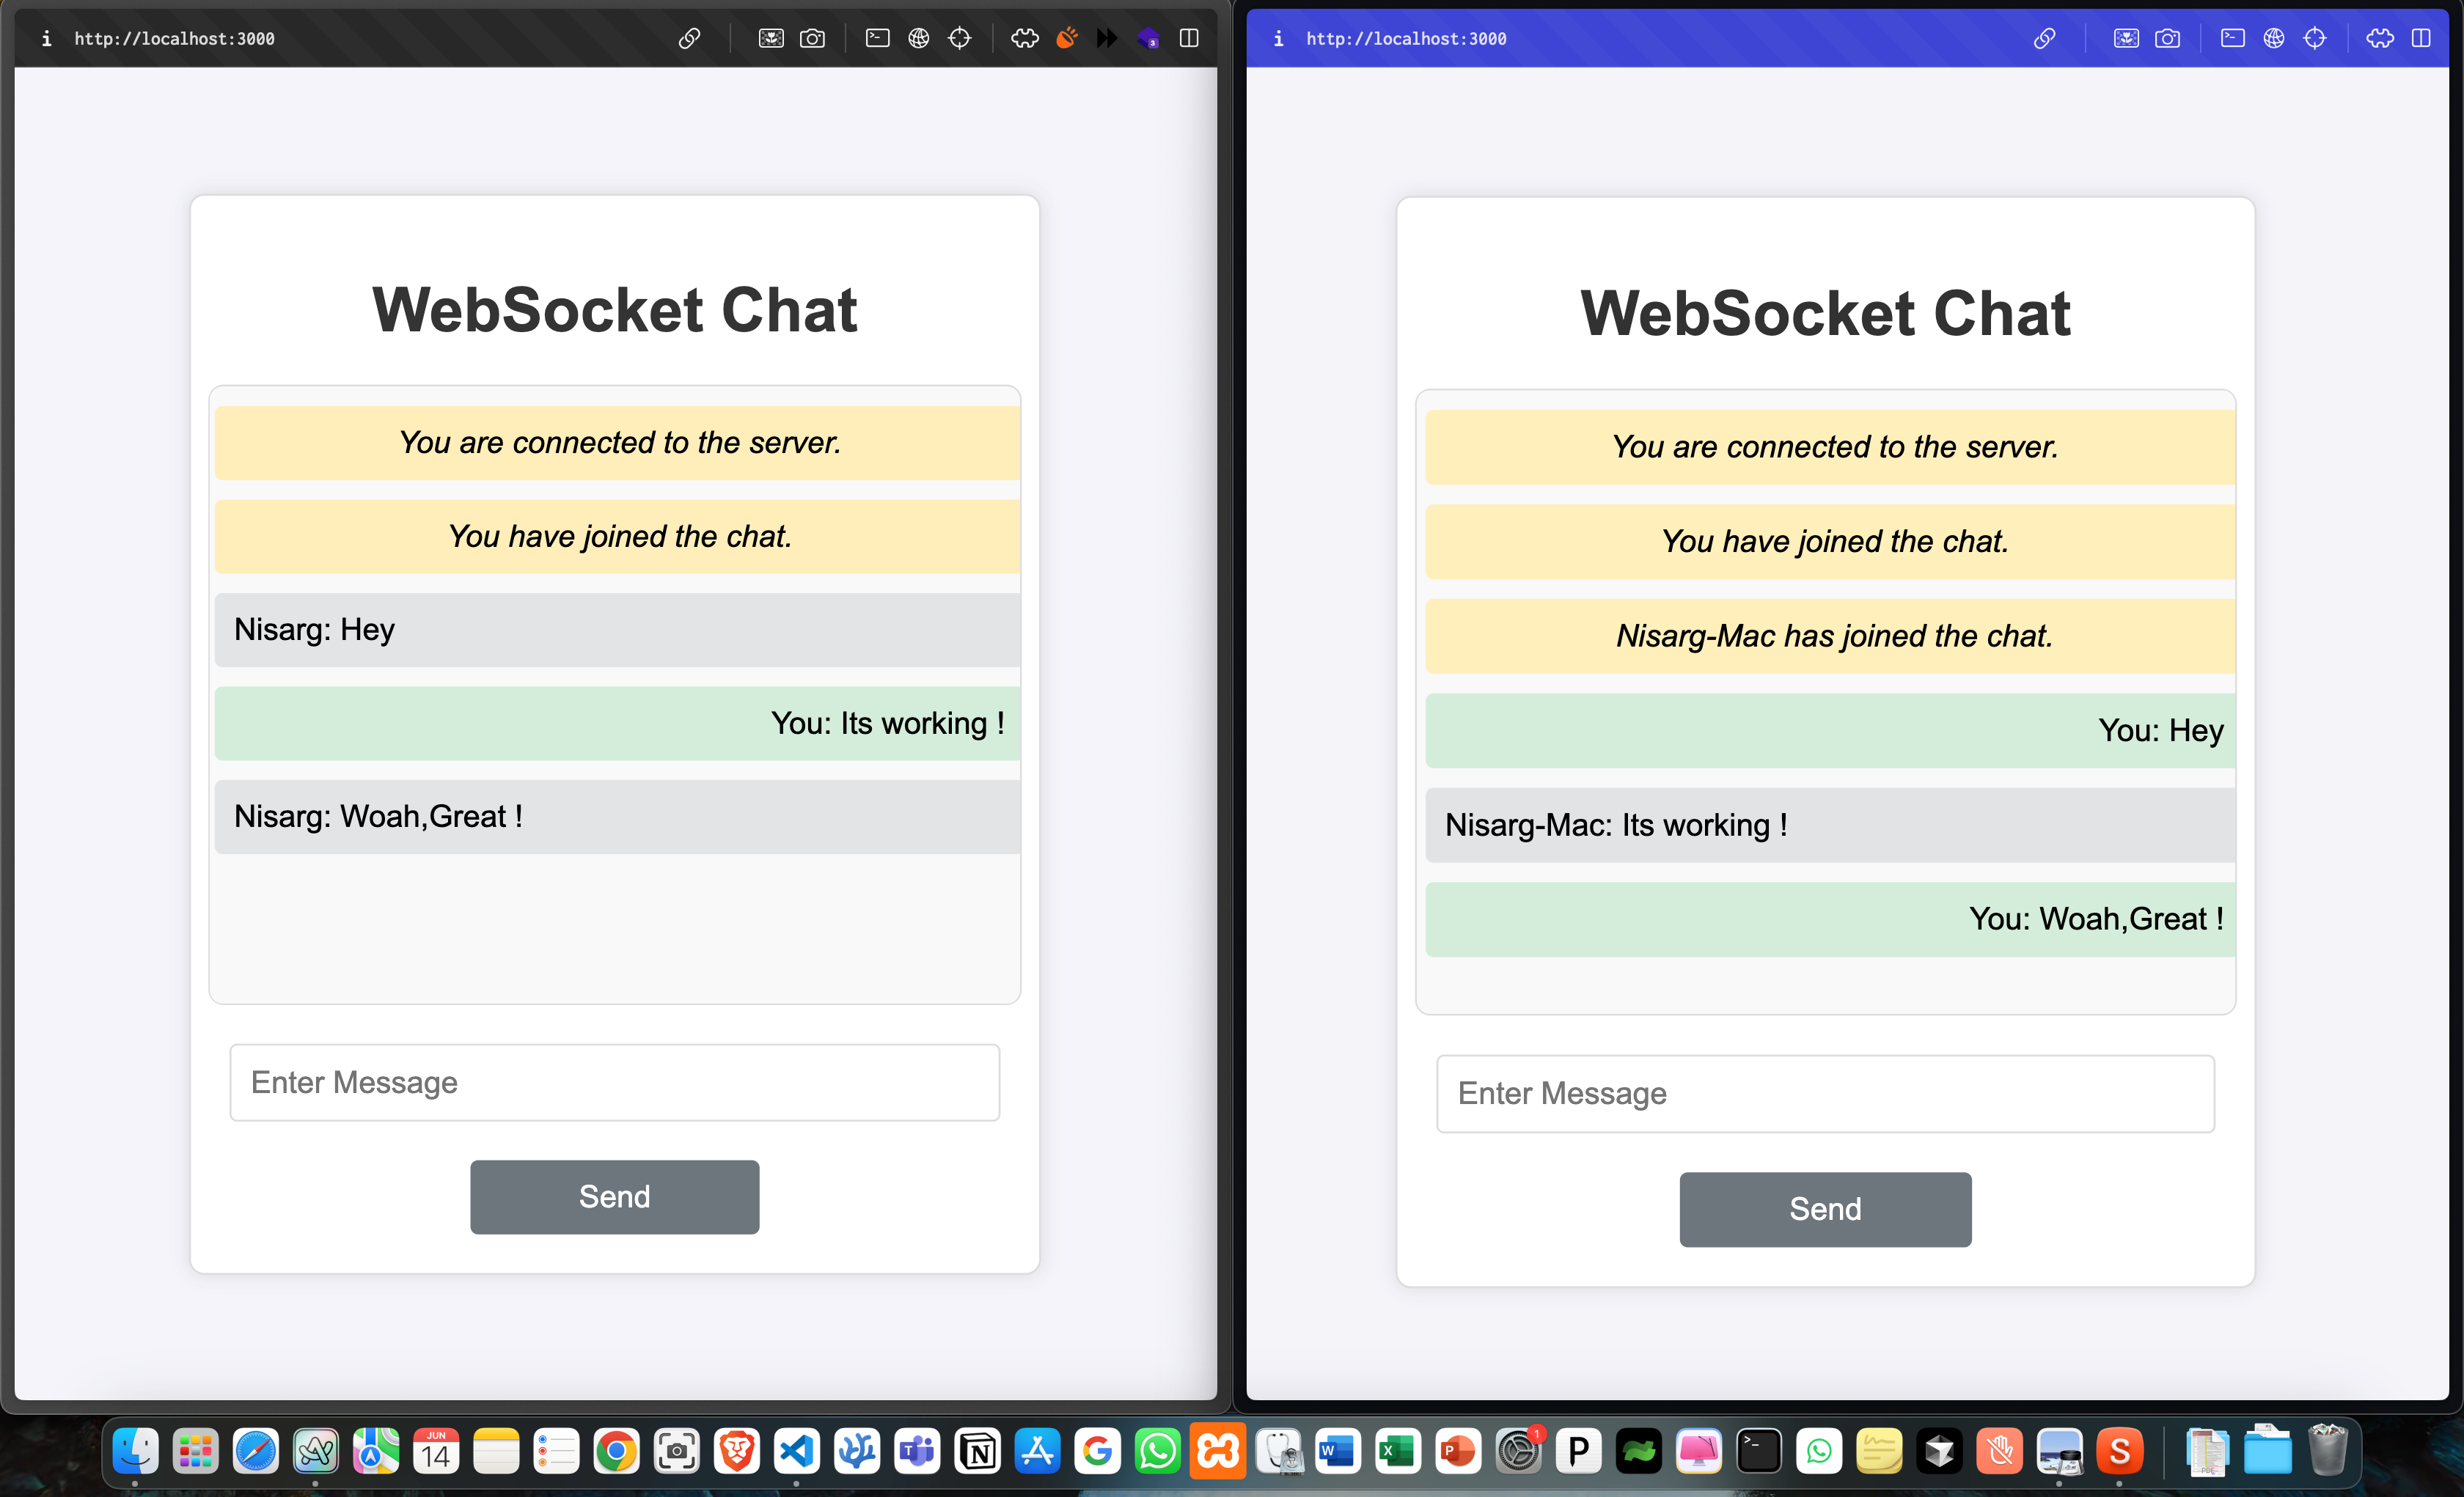 i http://localhost:3000
WebSocket Chat
You are connected to the server.
You have joined the chat.
Nisarg: Hey
You: Its working !
Nisarg: Woah,Great !
Enter Message
Send
i http://localhost:3000
WebSocket Chat
You are connected to the server.
You have joined the chat.
Nisarg-Mac has joined the chat.
You: Hey
Nisarg-Mac: Its working !
You: Woah,Great !
Enter Message
Send
3
JUN
14
T
N
G
W
X
P
1
P
S